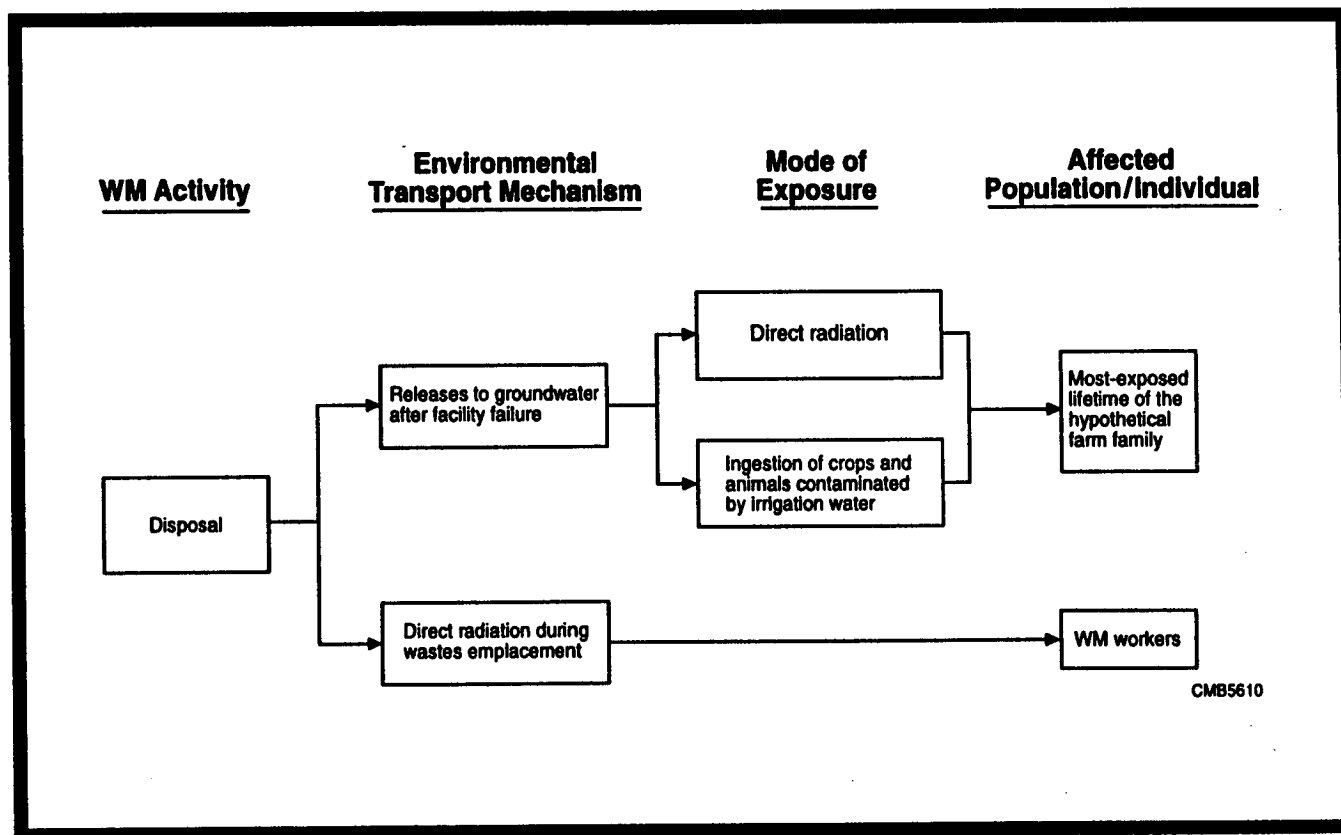 WM Activity
Environmental
Transport Mechanism
Mode of
Exposure
Affected
Population/Individual
Disposal
Releases to groundwater
after facility failure
Direct radiation during
wastes emplacement
Direct radiation
Ingestion of crops and
animals contaminated
by irrigation water
Most-exposed
lifetime of the
hypothetical
farm family
WM workers
CMB5610